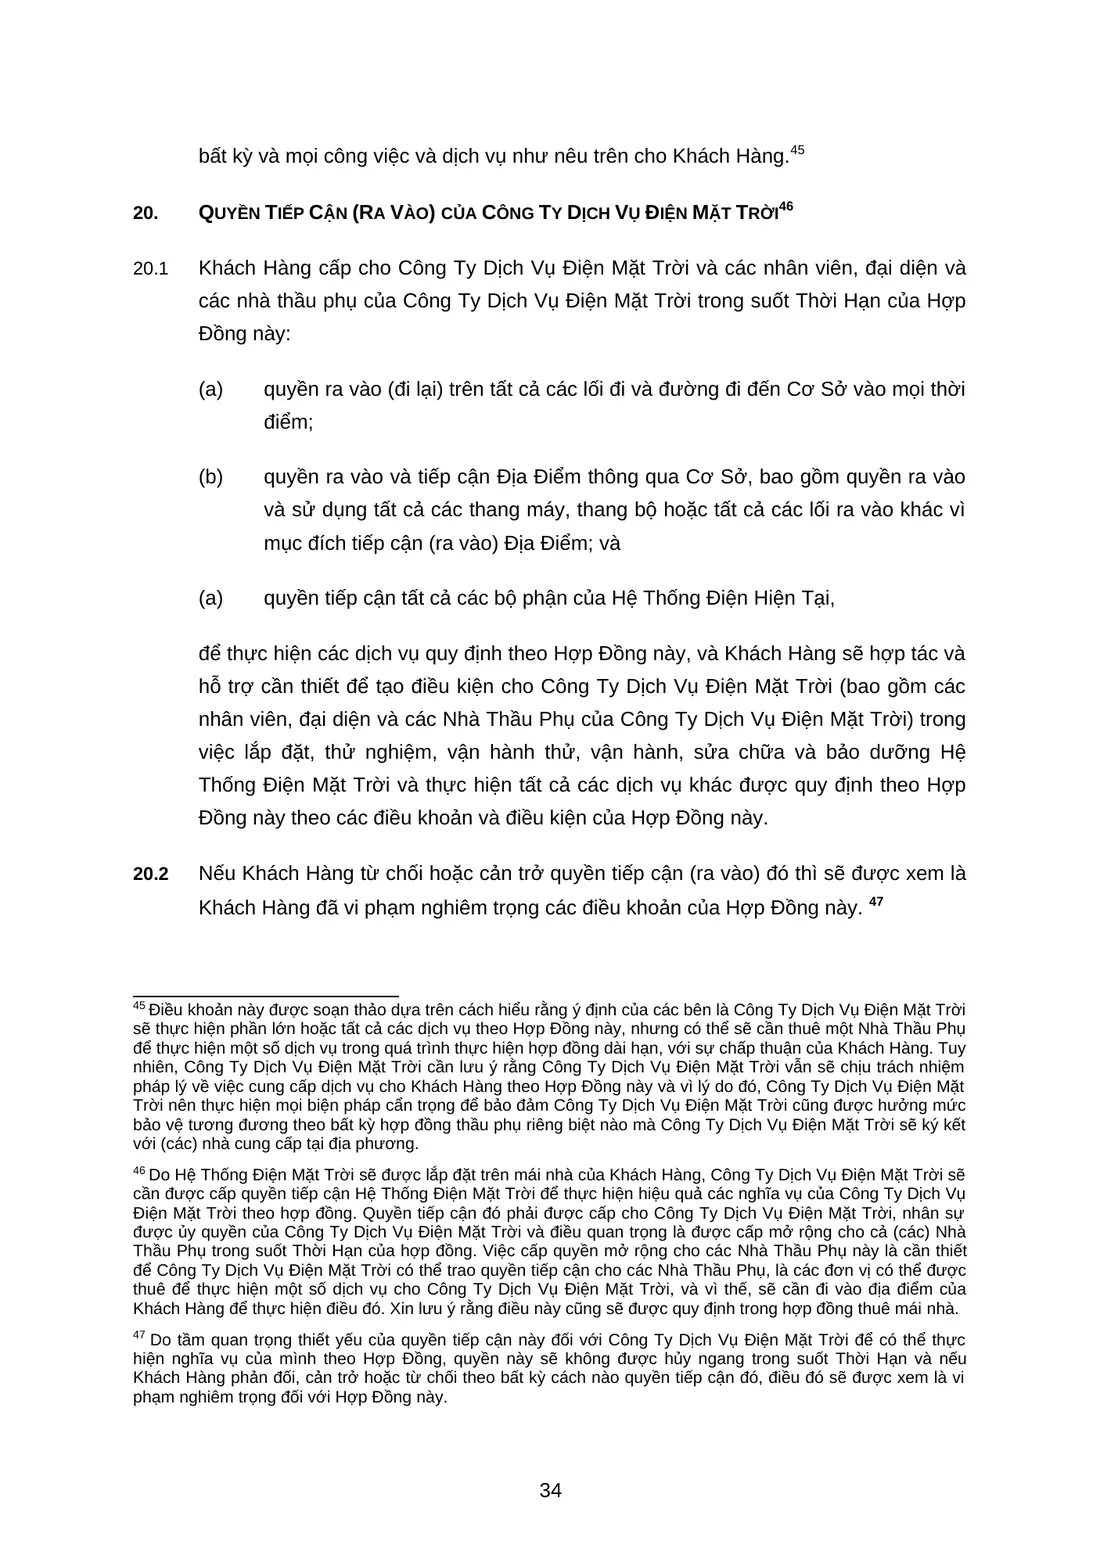 bất kỳ và mọi công việc và dịch vụ như nêu trên cho Khách Hàng.45
20. QUYỀN TIẾP CẬN (RA VÀO) CỦA CÔNG TY DỊCH VỤ ĐIỆN MẶT TRỜI46
20.1 Khách Hàng cấp cho Công Ty Dịch Vụ Điện Mặt Trời và các nhân viên, đại diện và
các nhà thầu phụ của Công Ty Dịch Vụ Điện Mặt Trời trong suốt Thời Hạn của Hợp
Đồng này:
(a) quyền ra vào (đi lại) trên tất cả các lối đi và đường đi đến Cơ Sở vào mọi thời
điểm;
(b) quyền ra vào và tiếp cận Địa Điểm thông qua Cơ Sở, bao gồm quyền ra vào
và sử dụng tất cả các thang máy, thang bộ hoặc tất cả các lối ra vào khác vì
mục đích tiếp cận (ra vào) Địa Điểm; và
(a) quyền tiếp cận tất cả các bộ phận của Hệ Thống Điện Hiện Tại,
để thực hiện các dịch vụ quy định theo Hợp Đồng này, và Khách Hàng sẽ hợp tác và
hỗ trợ cần thiết để tạo điều kiện cho Công Ty Dịch Vụ Điện Mặt Trời (bao gồm các
nhân viên, đại diện và các Nhà Thầu Phụ của Công Ty Dịch Vụ Điện Mặt Trời) trong
việc lắp đặt, thử nghiệm, vận hành thử, vận hành, sửa chữa và bảo dưỡng Hệ
Thống Điện Mặt Trời và thực hiện tất cả các dịch vụ khác được quy định theo Hợp
Đồng này theo các điều khoản và điều kiện của Hợp Đồng này.
20.2 Nếu Khách Hàng từ chối hoặc cản trở quyền tiếp cận (ra vào) đó thì sẽ được xem là
Khách Hàng đã vi phạm nghiêm trọng các điều khoản của Hợp Đồng này. 47
45 Điều khoản này được soạn thảo dựa trên cách hiểu rằng ý định của các bên là Công Ty Dịch Vụ Điện Mặt Trời
sẽ thực hiện phần lớn hoặc tất cả các dịch vụ theo Hợp Đồng này, nhưng có thể sẽ cần thuê một Nhà Thầu Phụ
để thực hiện một số dịch vụ trong quá trình thực hiện hợp đồng dài hạn, với sự chấp thuận của Khách Hàng. Tuy
nhiên, Công Ty Dịch Vụ Điện Mặt Trời cần lưu ý rằng Công Ty Dịch Vụ Điện Mặt Trời vẫn sẽ chịu trách nhiệm
pháp lý về việc cung cấp dịch vụ cho Khách Hàng theo Hợp Đồng này và vì lý do đó, Công Ty Dịch Vụ Điện Mặt
Trời nên thực hiện mọi biện pháp cẩn trọng để bảo đảm Công Ty Dịch Vụ Điện Mặt Trời cũng được hưởng mức
bảo vệ tương đương theo bất kỳ hợp đồng thầu phụ riêng biệt nào mà Công Ty Dịch Vụ Điện Mặt Trời sẽ ký kết
với (các) nhà cung cấp tại địa phương.
46 Do Hệ Thống Điện Mặt Trời sẽ được lắp đặt trên mái nhà của Khách Hàng, Công Ty Dịch Vụ Điện Mặt Trời sẽ
cần được cấp quyền tiếp cận Hệ Thống Điện Mặt Trời để thực hiện hiệu quả các nghĩa vụ của Công Ty Dịch Vụ
Điện Mặt Trời theo hợp đồng. Quyền tiếp cận đó phải được cấp cho Công Ty Dịch Vụ Điện Mặt Trời, nhân sự
được ủy quyền của Công Ty Dịch Vụ Điện Mặt Trời và điều quan trọng là được cấp mở rộng cho cả (các) Nhà
Thầu Phụ trong suốt Thời Hạn của hợp đồng. Việc cấp quyền mở rộng cho các Nhà Thầu Phụ này là cần thiết
để Công Ty Dịch Vụ Điện Mặt Trời có thể trao quyền tiếp cận cho các Nhà Thầu Phụ, là các đơn vị có thể được
thuê để thực hiện một số dịch vụ cho Công Ty Dịch Vụ Điện Mặt Trời, và vì thế, sẽ cần đi vào địa điểm của
Khách Hàng để thực hiện điều đó. Xin lưu ý rằng điều này cũng sẽ được quy định trong hợp đồng thuê mái nhà.
47 Do tầm quan trọng thiết yếu của quyền tiếp cận này đối với Công Ty Dịch Vụ Điện Mặt Trời để có thể thực
hiện nghĩa vụ của mình theo Hợp Đồng, quyền này sẽ không được hủy ngang trong suốt Thời Hạn và nếu
Khách Hàng phản đối, cản trở hoặc từ chối theo bất kỳ cách nào quyền tiếp cận đó, điều đó sẽ được xem là vi
phạm nghiêm trọng đối với Hợp Đồng này.
34